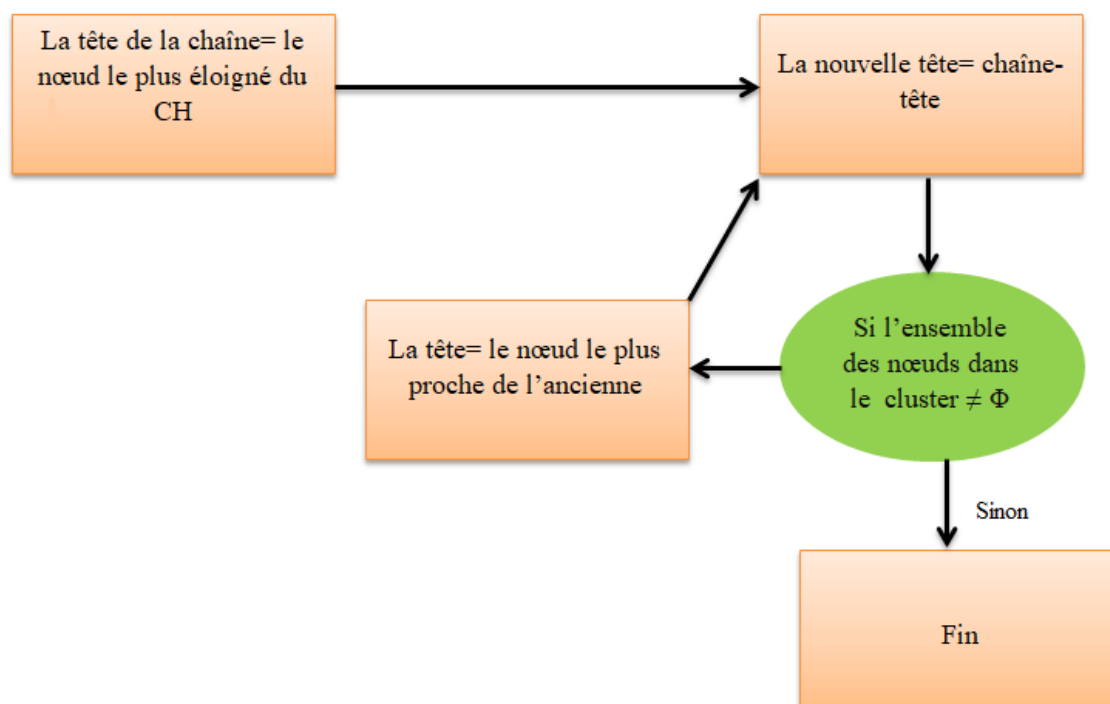 La tête de la chaîne= le
nœud le plus éloigné du
CH
La nouvelle tête= chaîne-
tête
La tête= le nœud le plus
proche de l’ancienne
Si l’ensemble
des nœuds dans
le cluster ≠ Φ
Sinon
Fin